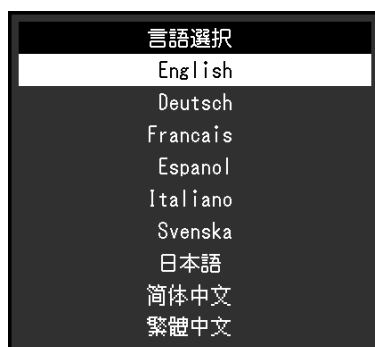 言語選択
English
Deutsch
Francais
Espanol
Italiano
Svenska
日本語
简体中文
繁體中文